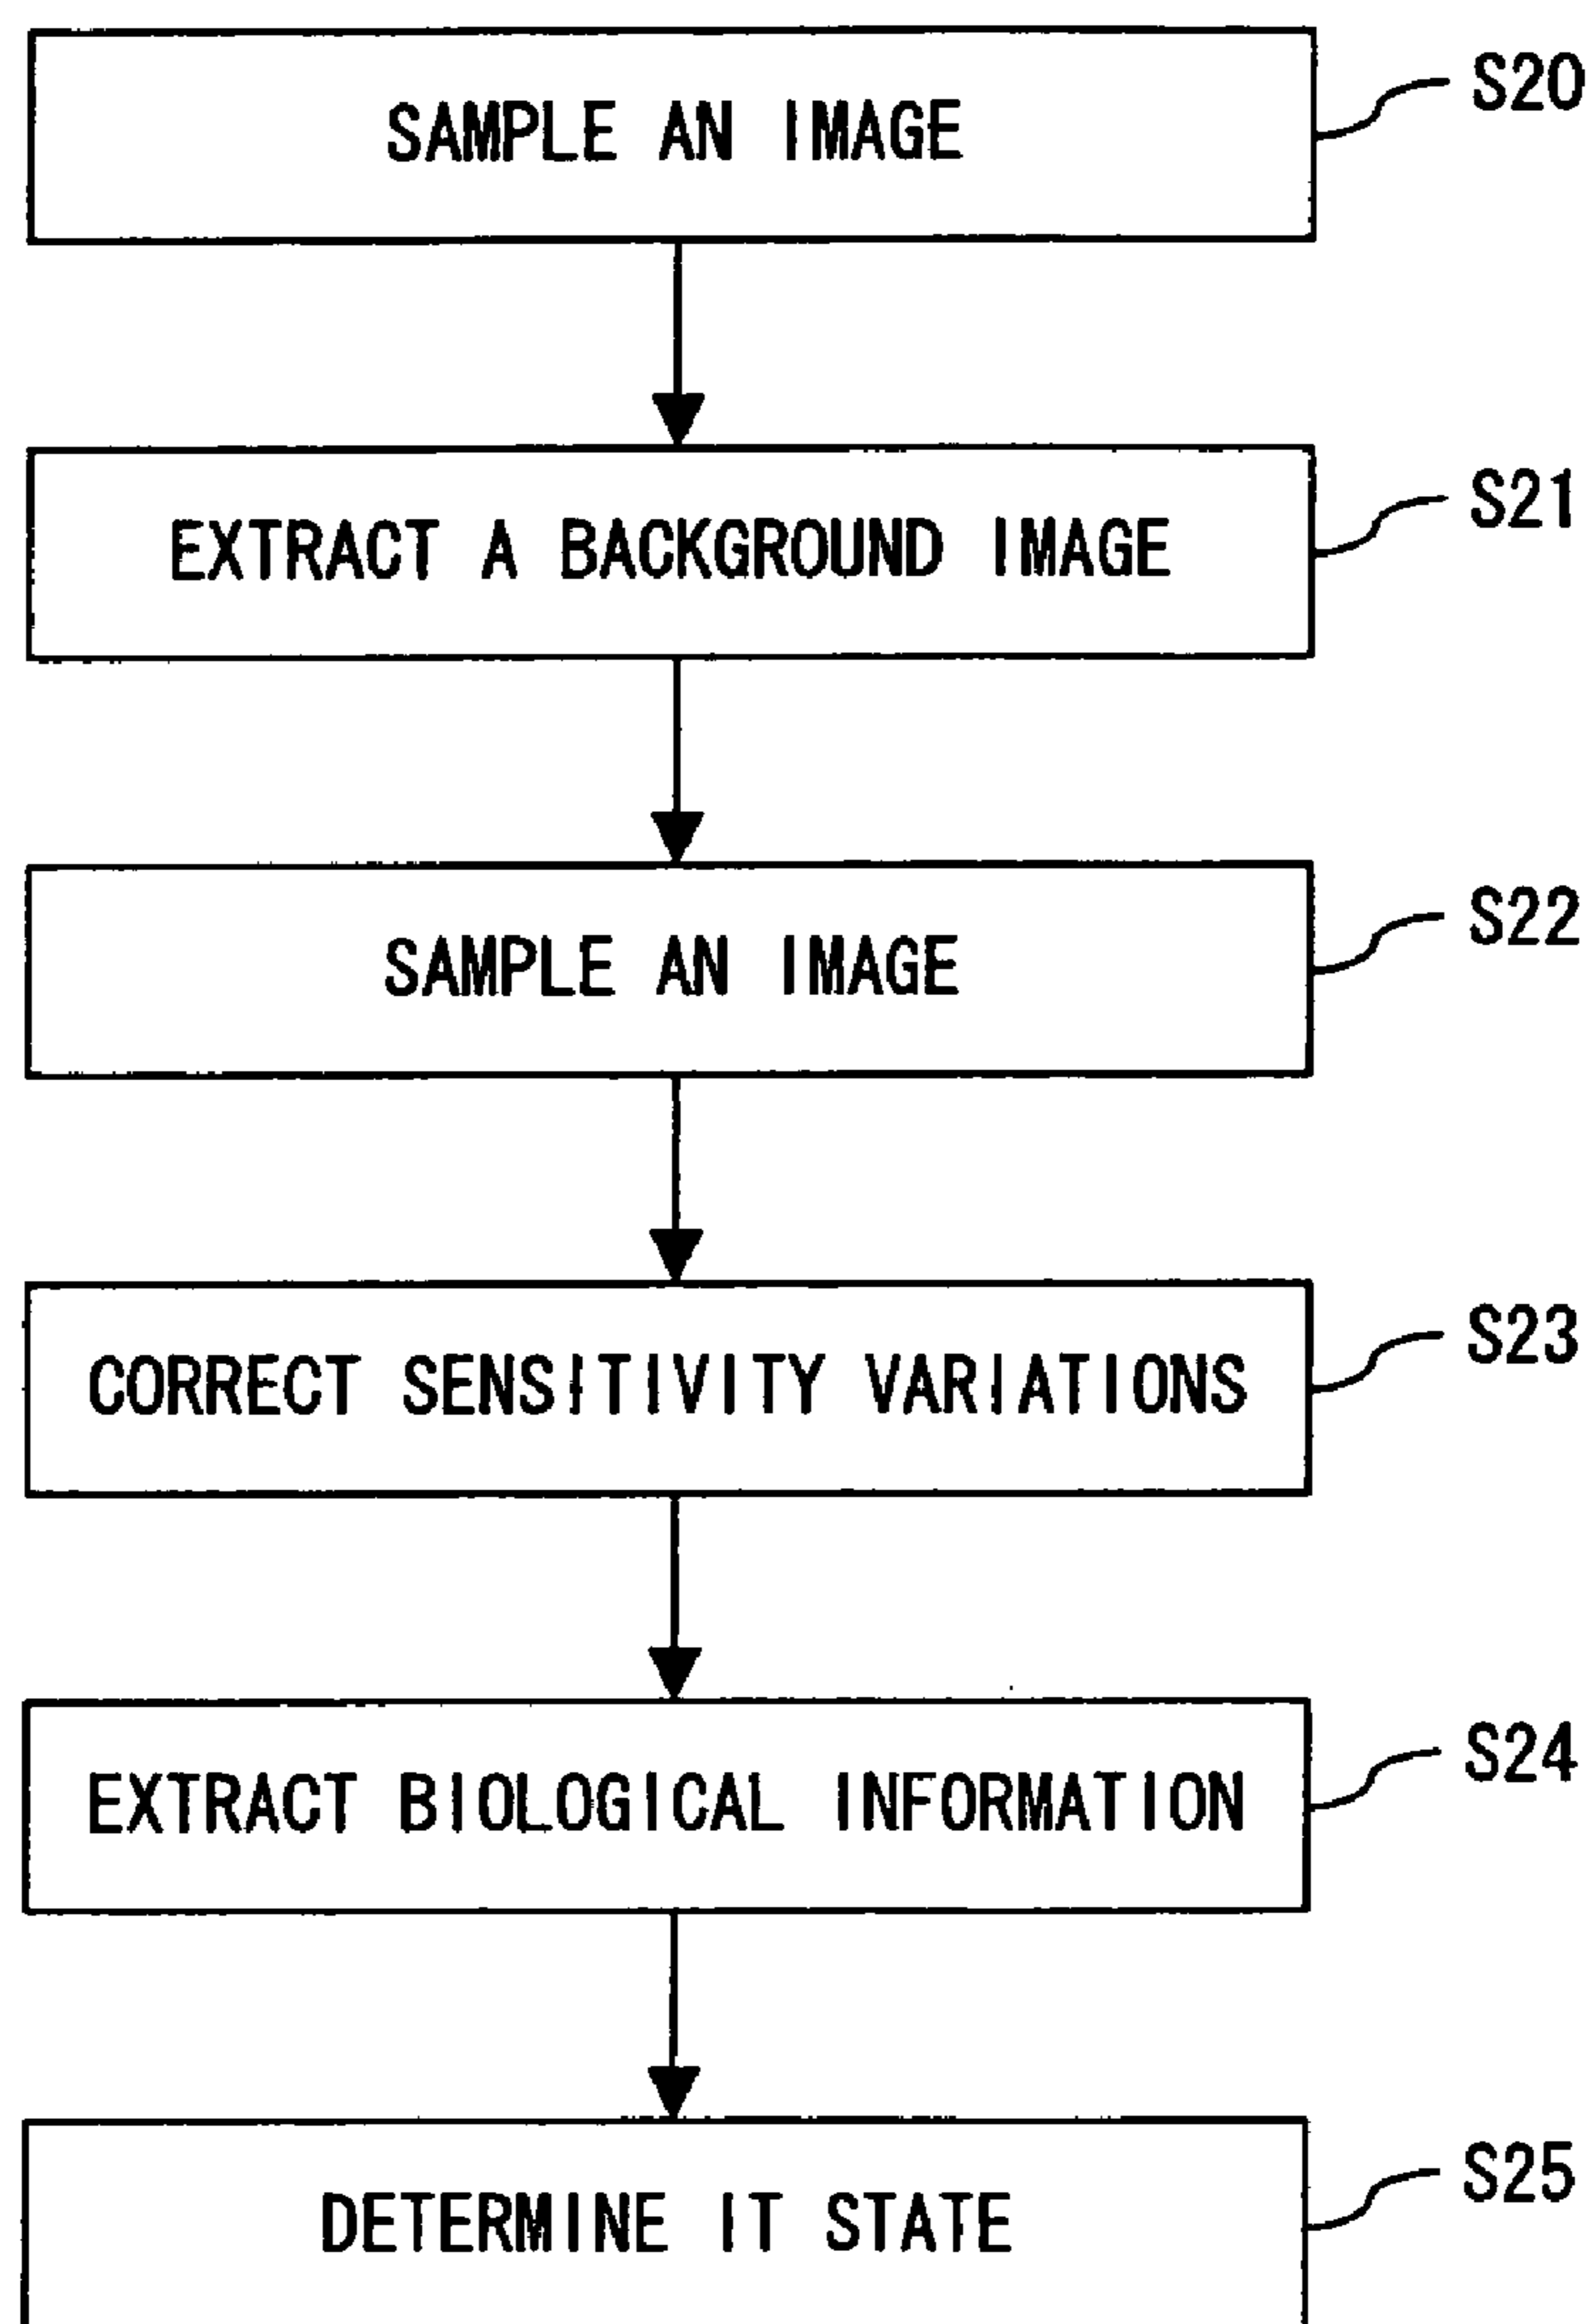 SAMPLE AN IMAGE
S20
EXTRACT A BACKGROUND IMAGE
S21
SAMPLE AN IMAGE
S22
CORRECT SENSITIVITY VARIATIONS
S23
EXTRACT BIOLOGICAL INFORMATION
S24
DETERMINE IT STATE
S25